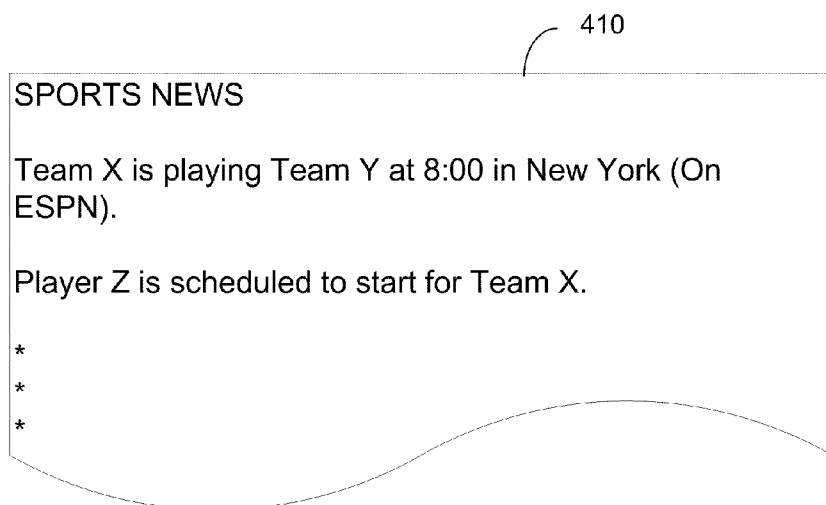 410
SPORTS NEWS
Team X is playing Team Y at 8:00 in New York (On
ESPN).
Player Z is scheduled to start for Team X.
*
*
*